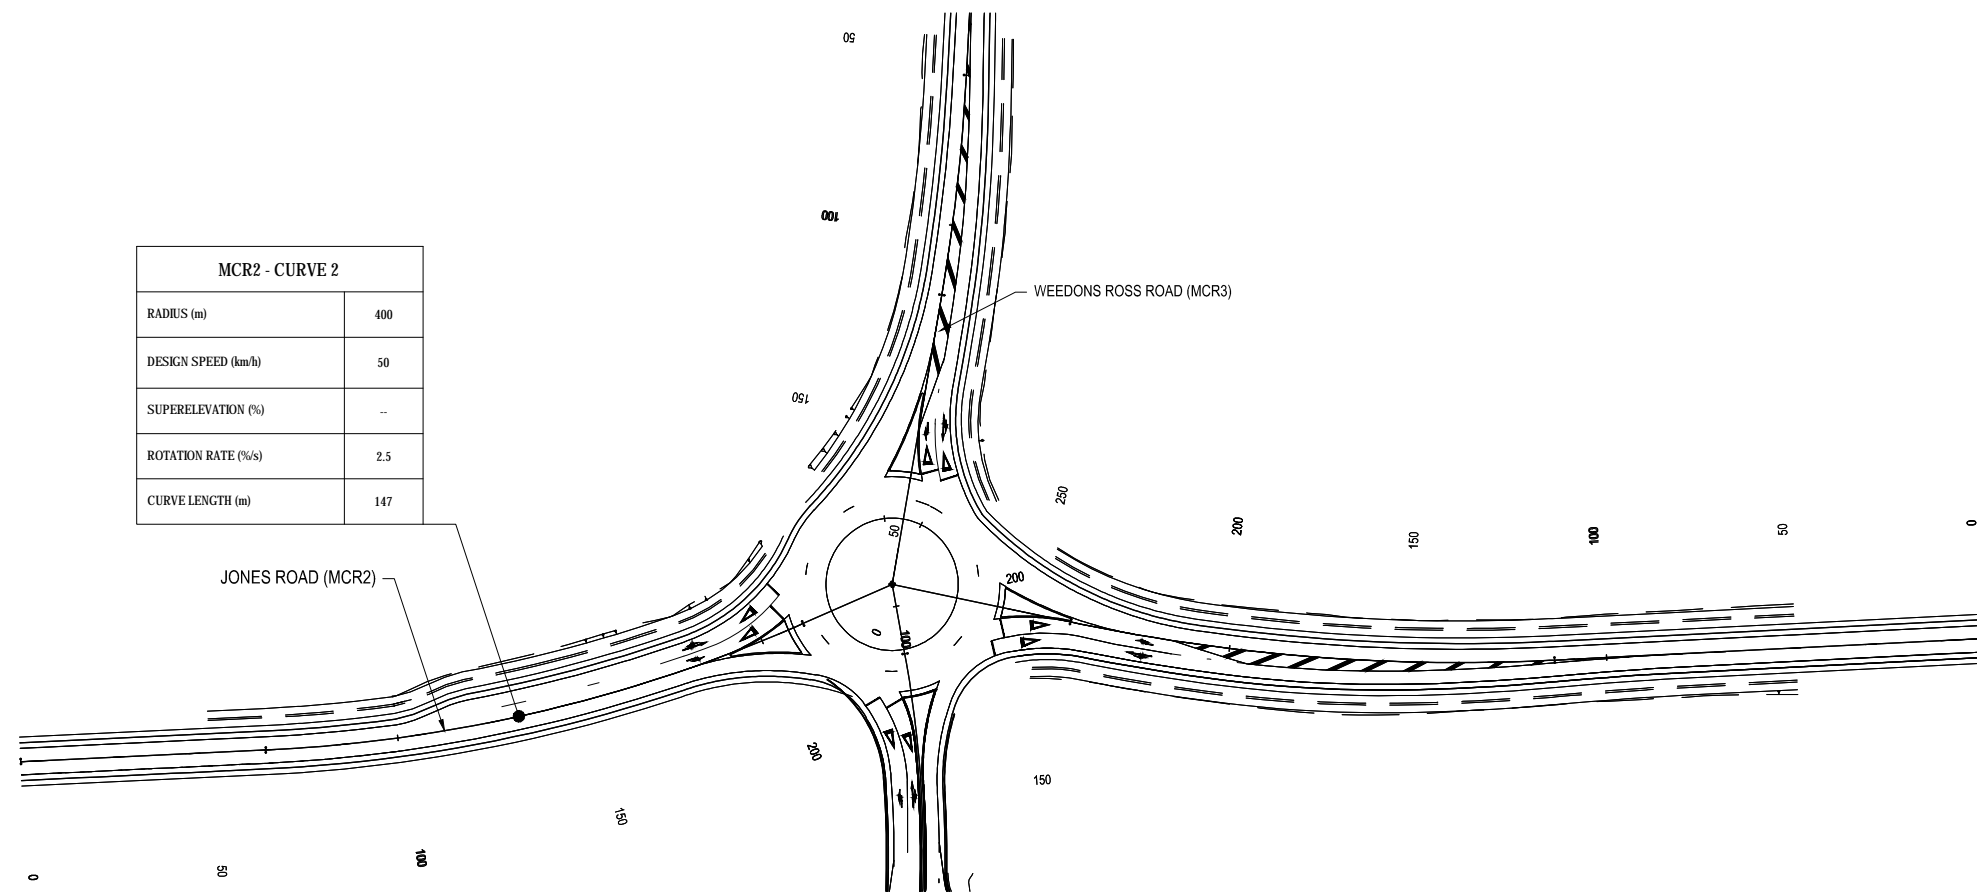 50
100
MCR2 - CURVE 2
RADIUS (m) 400
DESIGN SPEED (km/h) 50
SUPERELEVATION (%) --
ROTATION RATE (%/s) 2.5
CURVE LENGTH (m) 147
WEEDONS ROSS ROAD (MCR3)
150
250
200
150
100
50
0
50
JONES ROAD (MCR2)
200
0
100
200
150
150
100
50
0